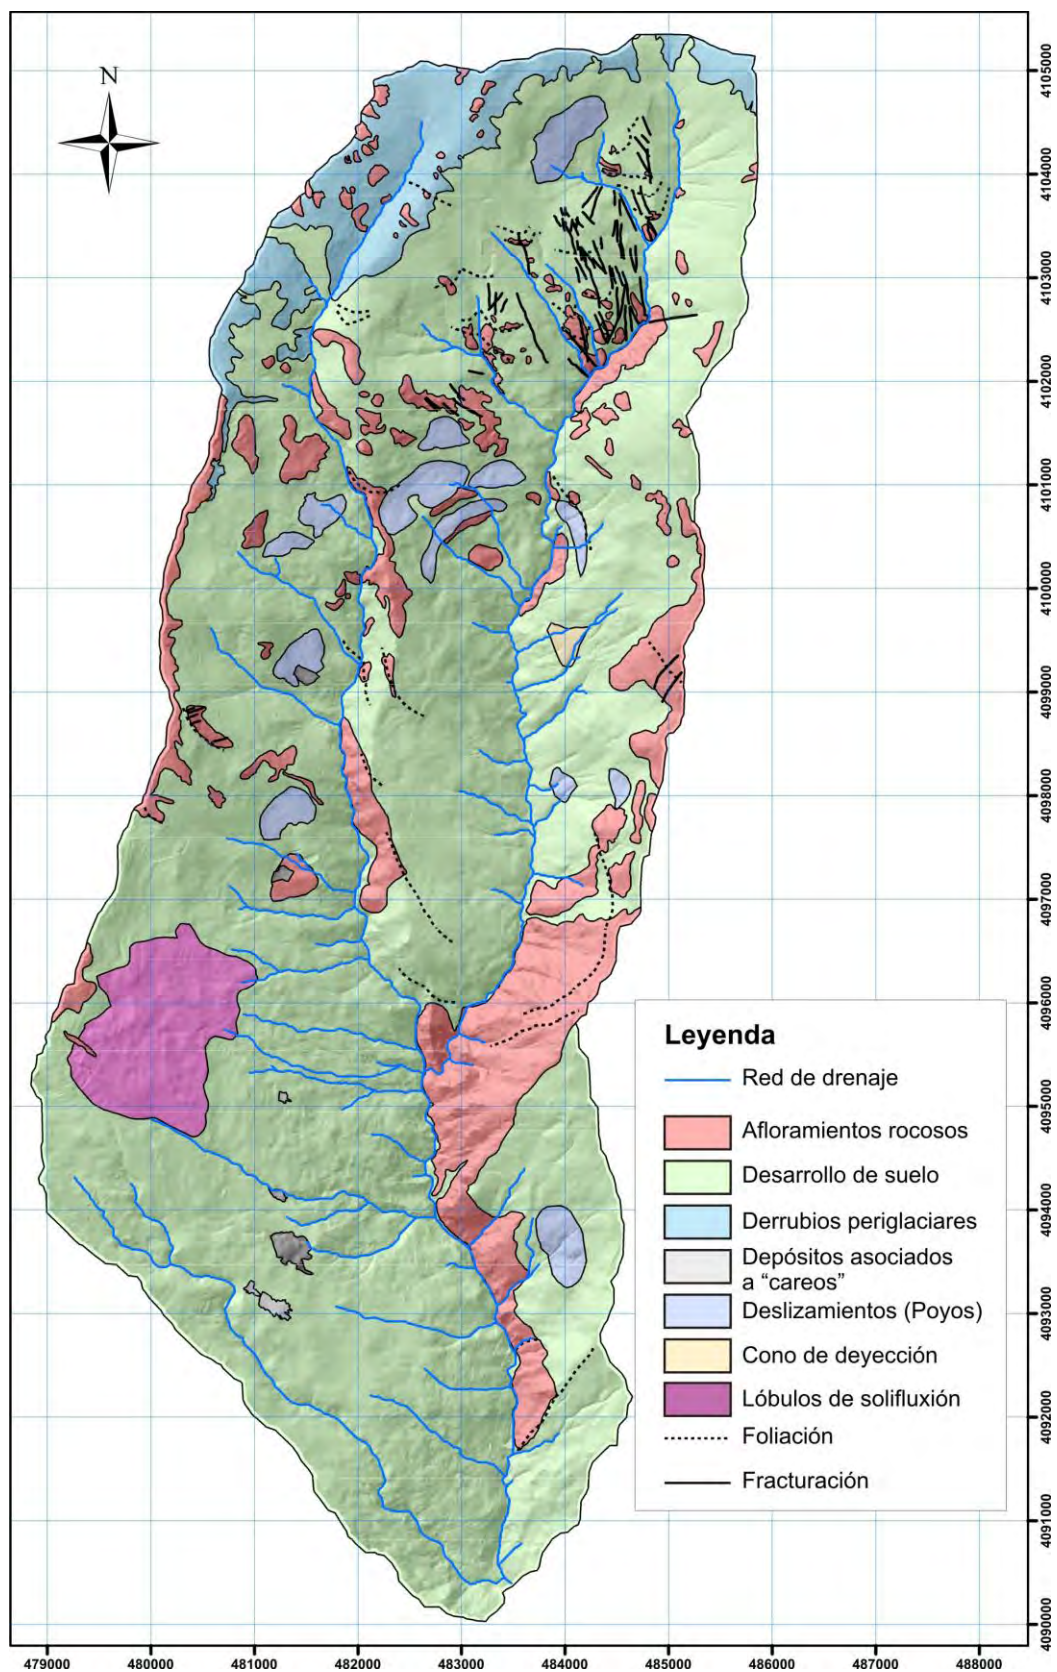 N
4105000
4104000
4103000
4102000
4101000
4100000
4099000
4098000
4097000
4096000
4095000
4094000
4093000
4092000
4091000
4090000
Leyenda
Red de drenaje
Afloramientos rocosos
Desarrollo de suelo
Derrubios periglaciares
Depósitos asociados
a “careos”
Deslizamientos (Poyos)
Cono de deyección
Lóbulos de solifluxión
Foliación
Fracturación
479000 480000 481000 482000 483000 484000 485000 486000 487000 488000